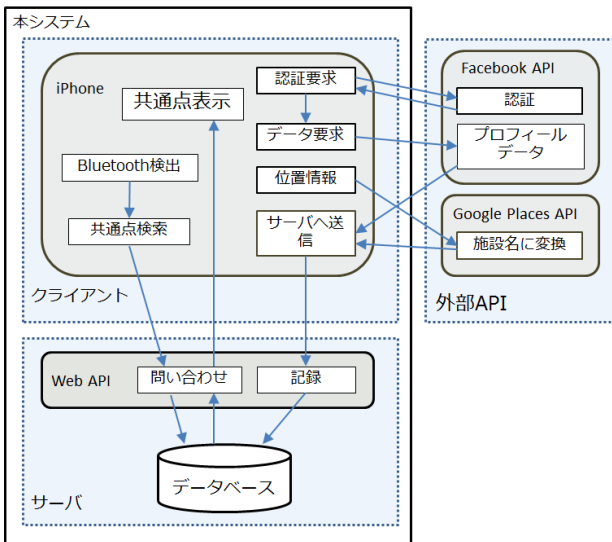 本システム
iPhone
共通点表示
Bluetooth検出
共通点検索
認証要求
データ要求
位置情報
サーバへ送
信
クライアント
Facebook API
認証
プロフィール
データ
Google Places API
施設名に変換
外部API
Web API
問い合わせ
記録
データベース
サーバ